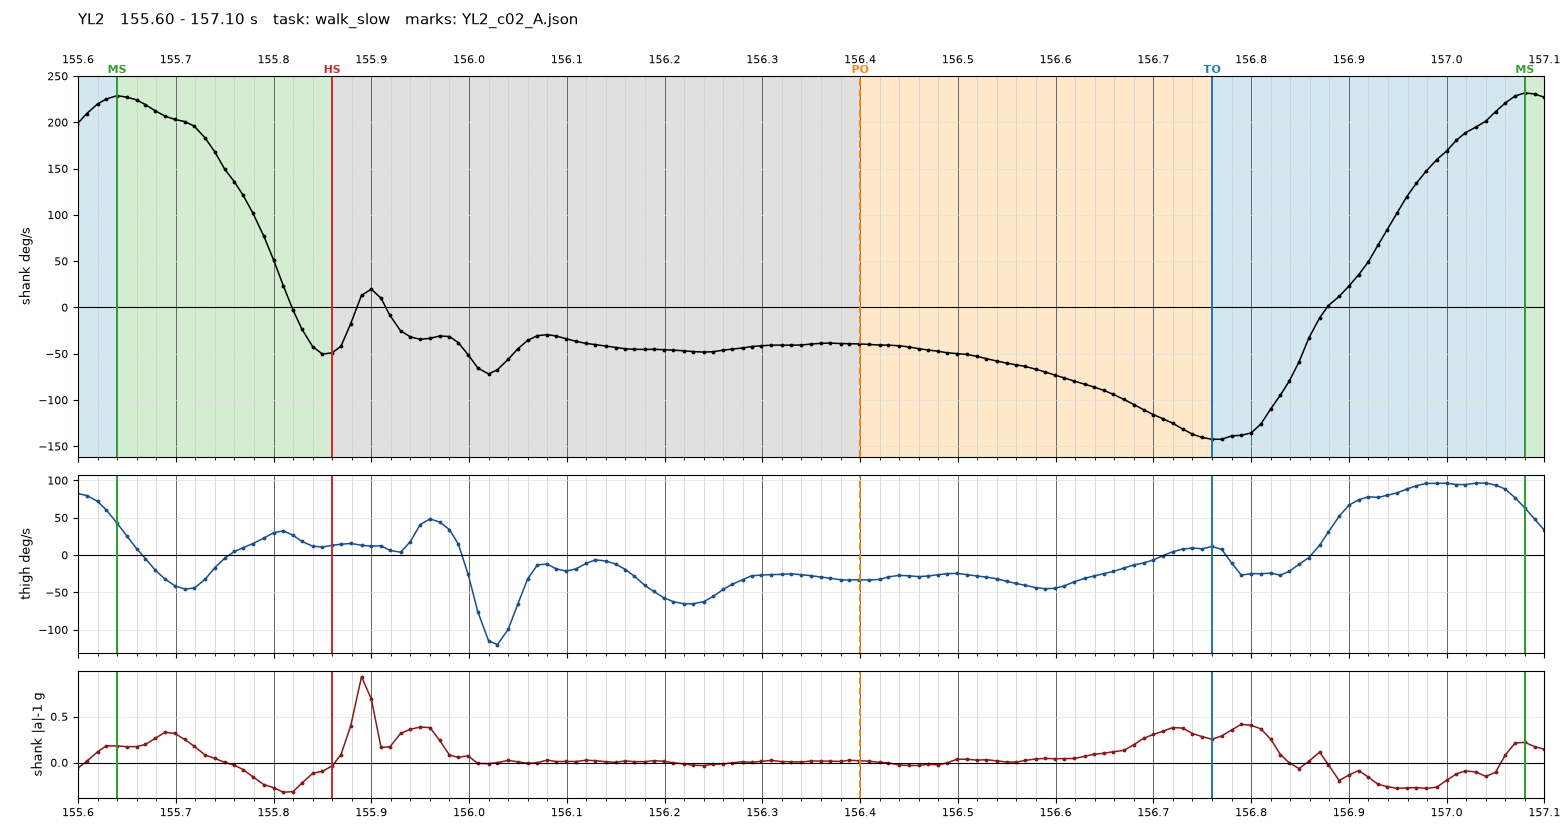 YL2   155.60 - 157.10 s   task: walk_slow   marks: YL2_c02_A.json
155.6 155.7 155.8 155.9 156.0 156.1 156.2 156.3 156.4 156.5 156.6 156.7 156.8 156.9 157.0 157.1
MS HS PO TO MS
250
200
150
100
50
0
−50
−100
−150
shank deg/s
100
50
0
−50
−100
thigh deg/s
0.5
0.0
shank |a|-1 g
155.6 155.7 155.8 155.9 156.0 156.1 156.2 156.3 156.4 156.5 156.6 156.7 156.8 156.9 157.0 157.1